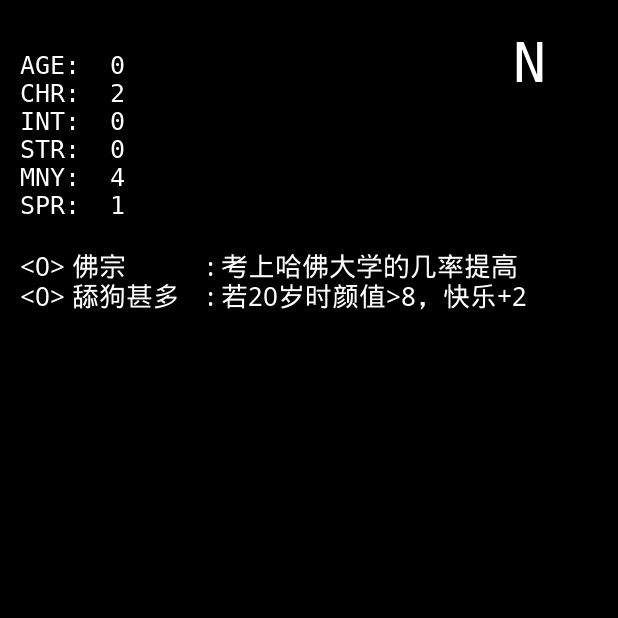 N
AGE: 0
CHR: 2
INT: 0
STR: 0
MNY: 4
SPR: 1
<O> 佛宗 : 考上哈佛大学的几率提高
<O> 舔狗甚多 : 若20岁时颜值>8，快乐+2